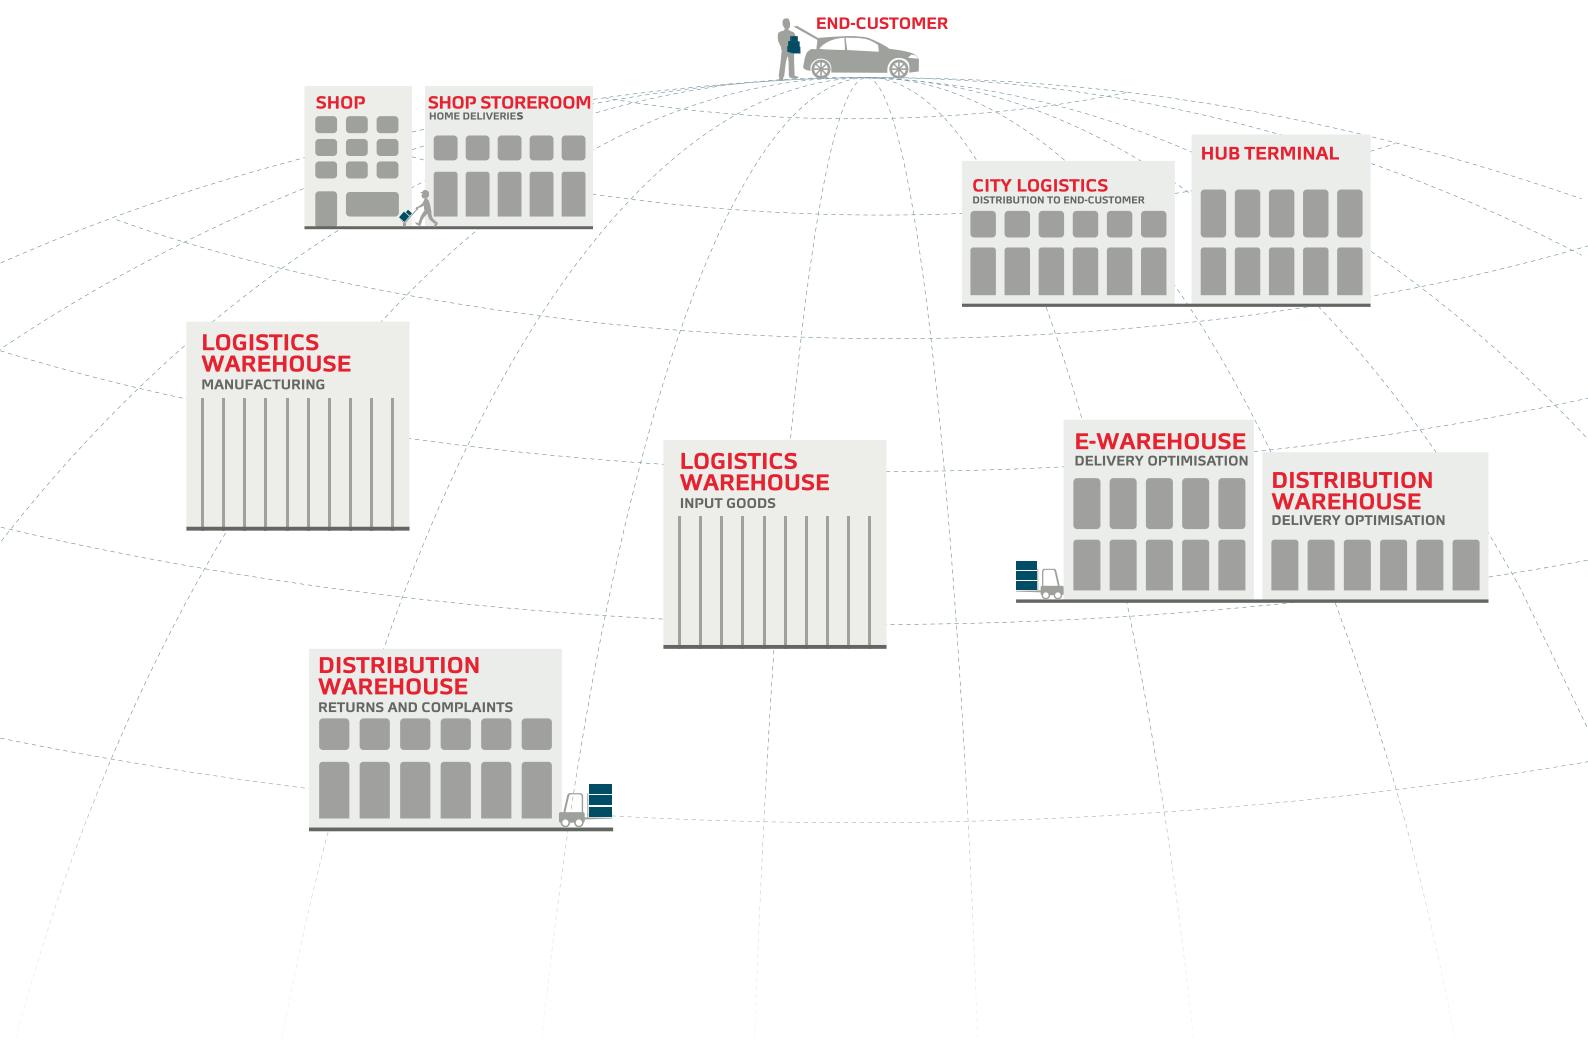 END-CUSTOMER
SHOP
SHOP STOREROOM
HOME DELIVERIES
HUB TERMINAL
CITY LOGISTICS
DISTRIBUTION TO END-CUSTOMER
LOGISTICS
WAREHOUSE
MANUFACTURING
LOGISTICS
WAREHOUSE
INPUT GOODS
E-WAREHOUSE
DELIVERY OPTIMISATION
DISTRIBUTION
WAREHOUSE
DELIVERY OPTIMISATION
DISTRIBUTION
WAREHOUSE
RETURNS AND COMPLAINTS